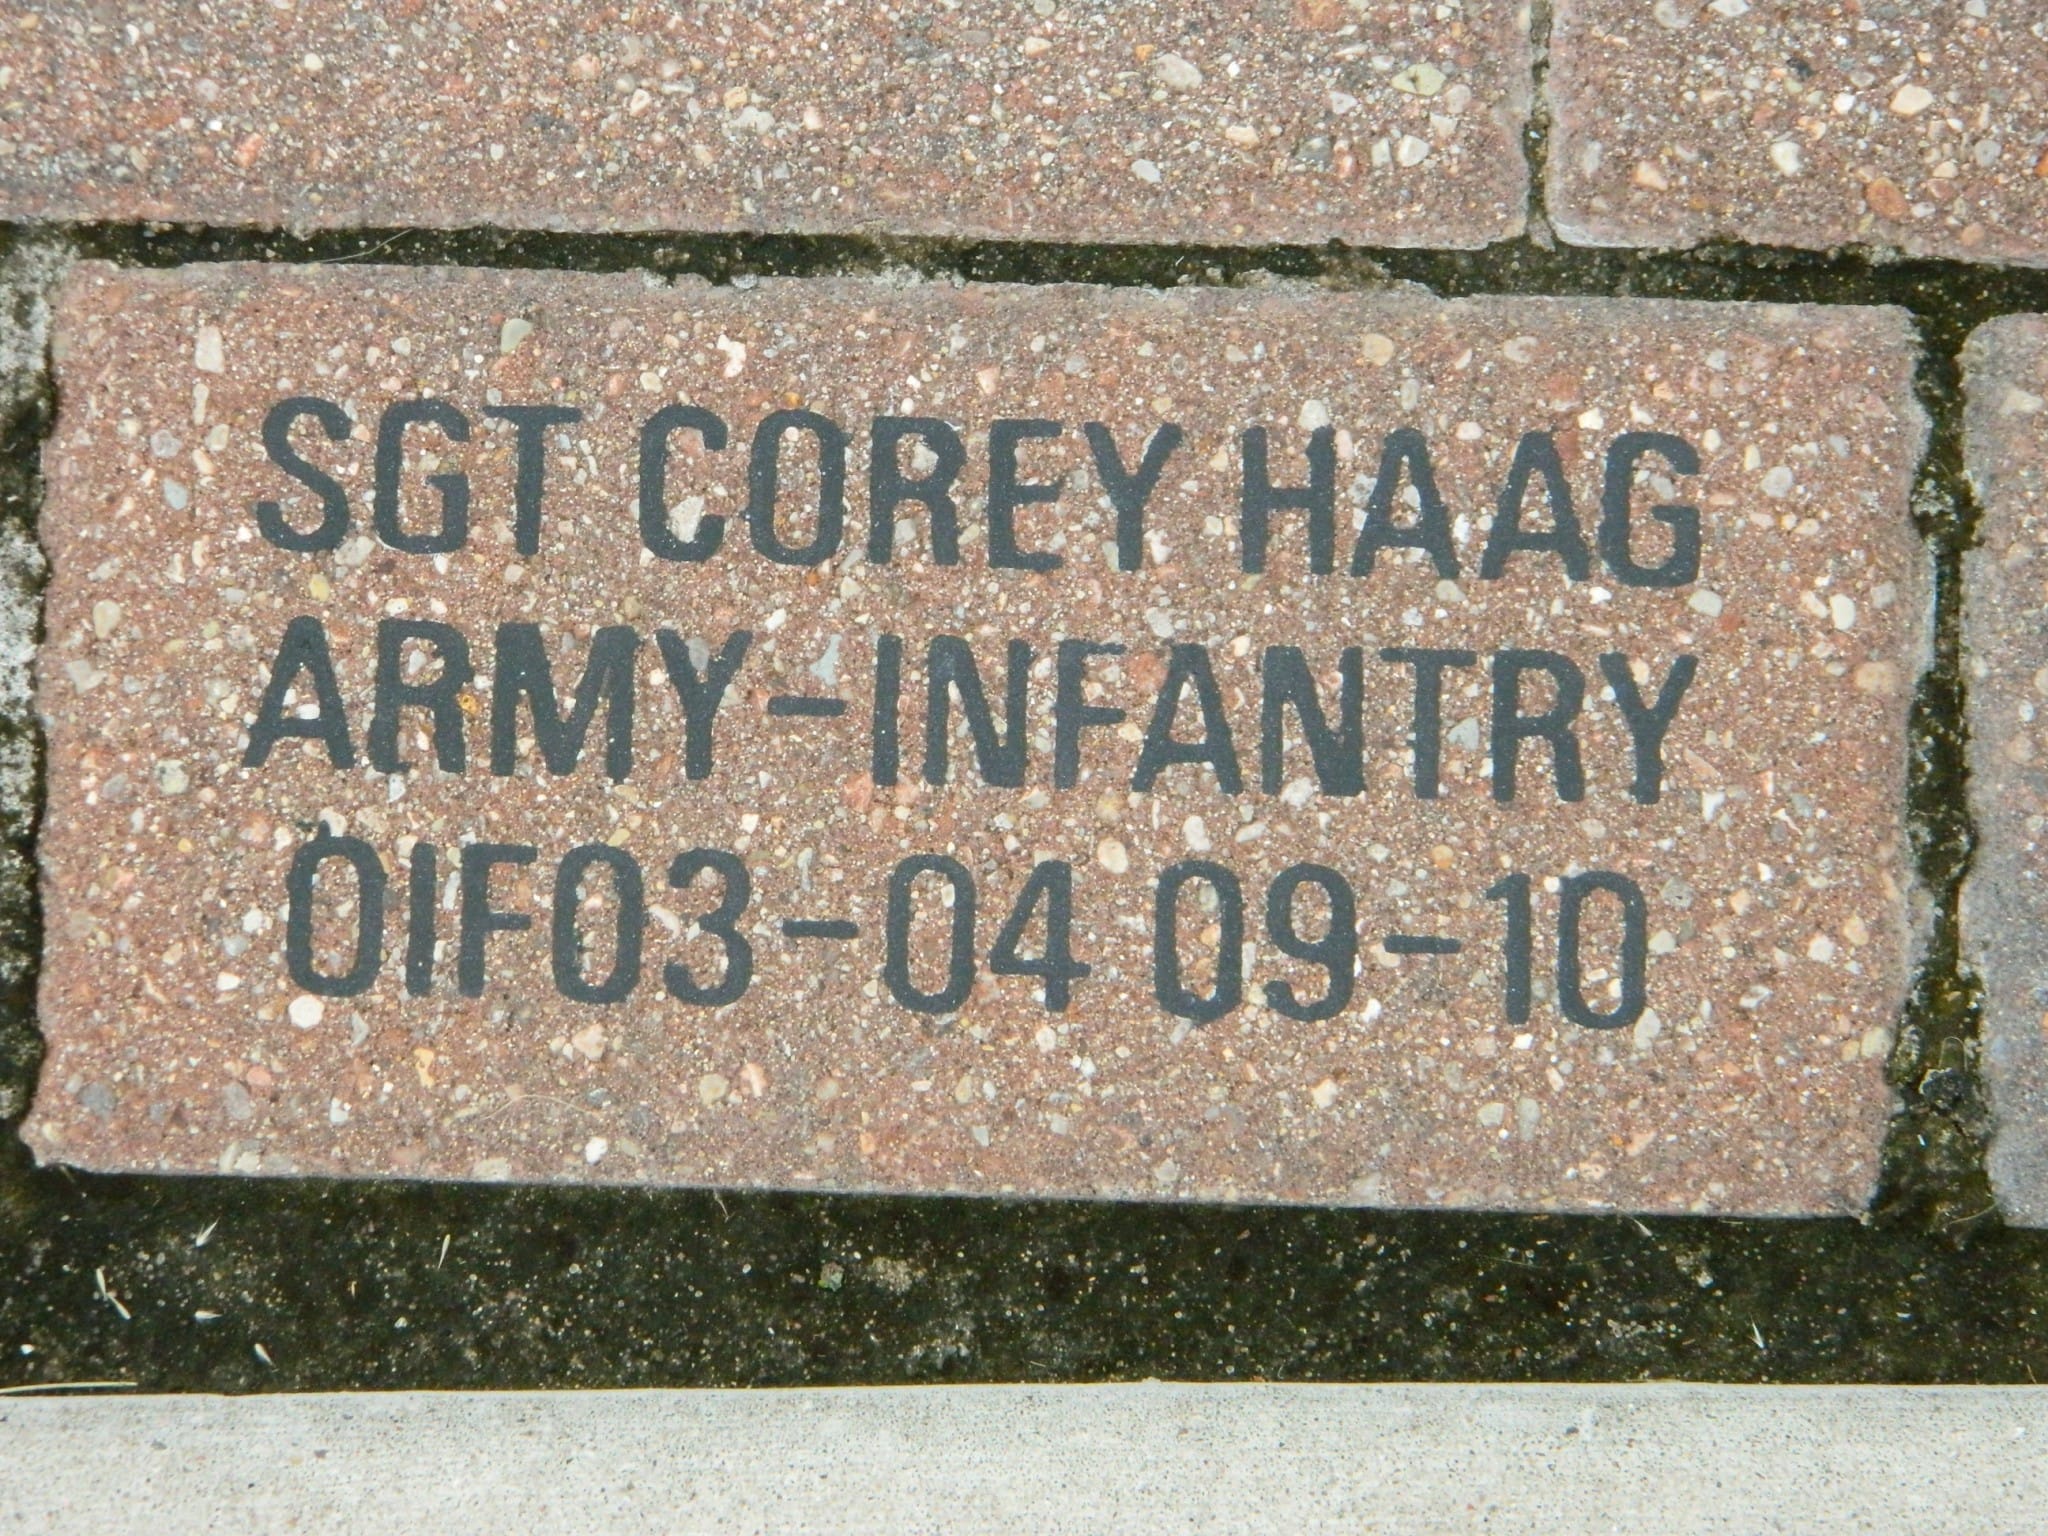 SGT COREY HAAG
ARMY-INFANTRY
OIF03-04 09-10